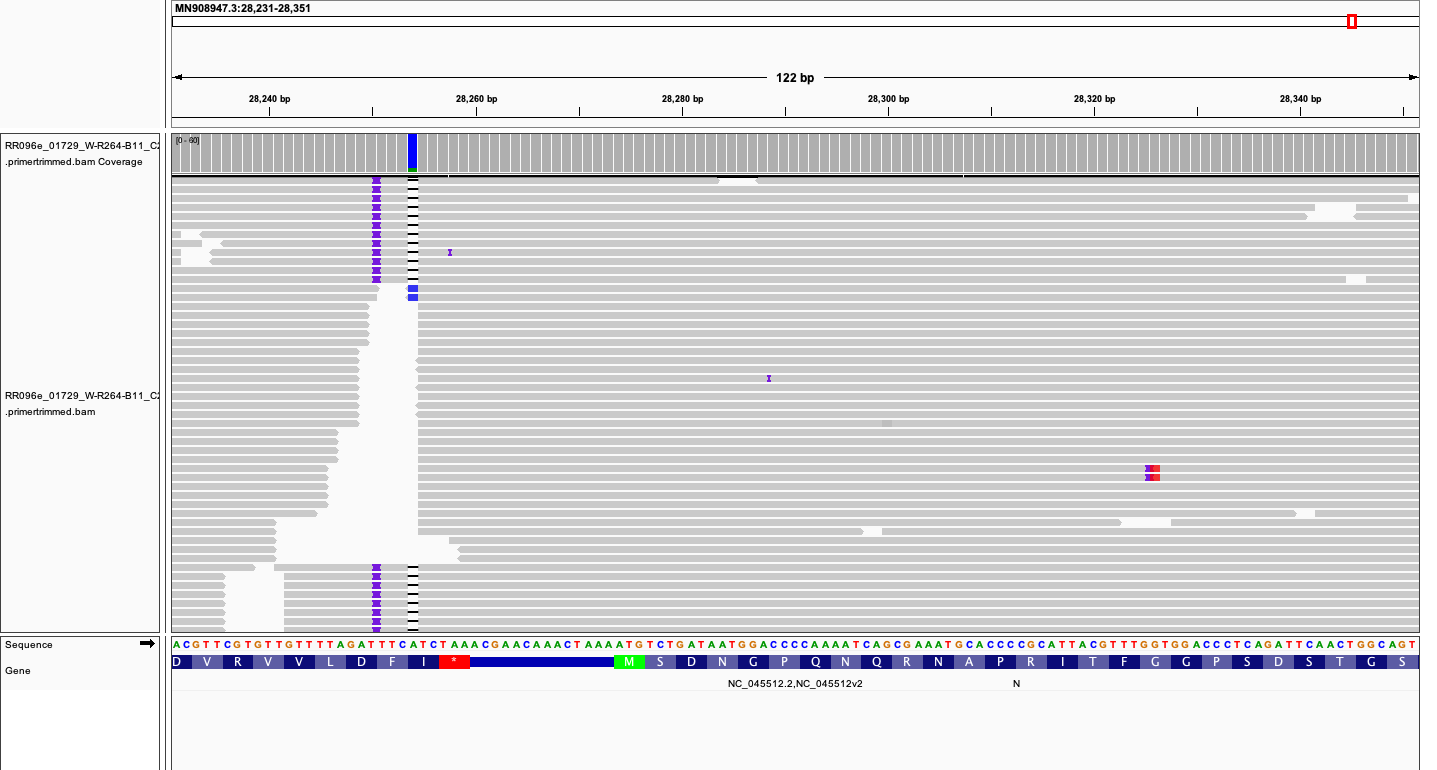 MN908947.3:28,231-28,351
122 bp
28,240 bp 28,260 bp 28,280 bp 28,300 bp 28,320 bp 28,340 bp
RR096e_01729_W-R264-B11_C2
.primertrimmed.bam Coverage
[0 - 60]
RR096e_01729_W-R264-B11_C2
.primertrimmed.bam
Sequence
A C G T T C G T G T T G T T T T A G A T T T C A T C T A A A C G A A C A A A C T A A A A T G T C T G A T A A T G G A C C C C A A A A T C A G C G A A A T G C A C C C C G C A T T A C G T T T G G T G G A C C C T C A G A T T C A A C T G G C A G T
Gene
D V R V V L D F I * M S D N G P Q N Q R N A P R I T F G G P S D S T G S
NC_045512.2,NC_045512v2 N